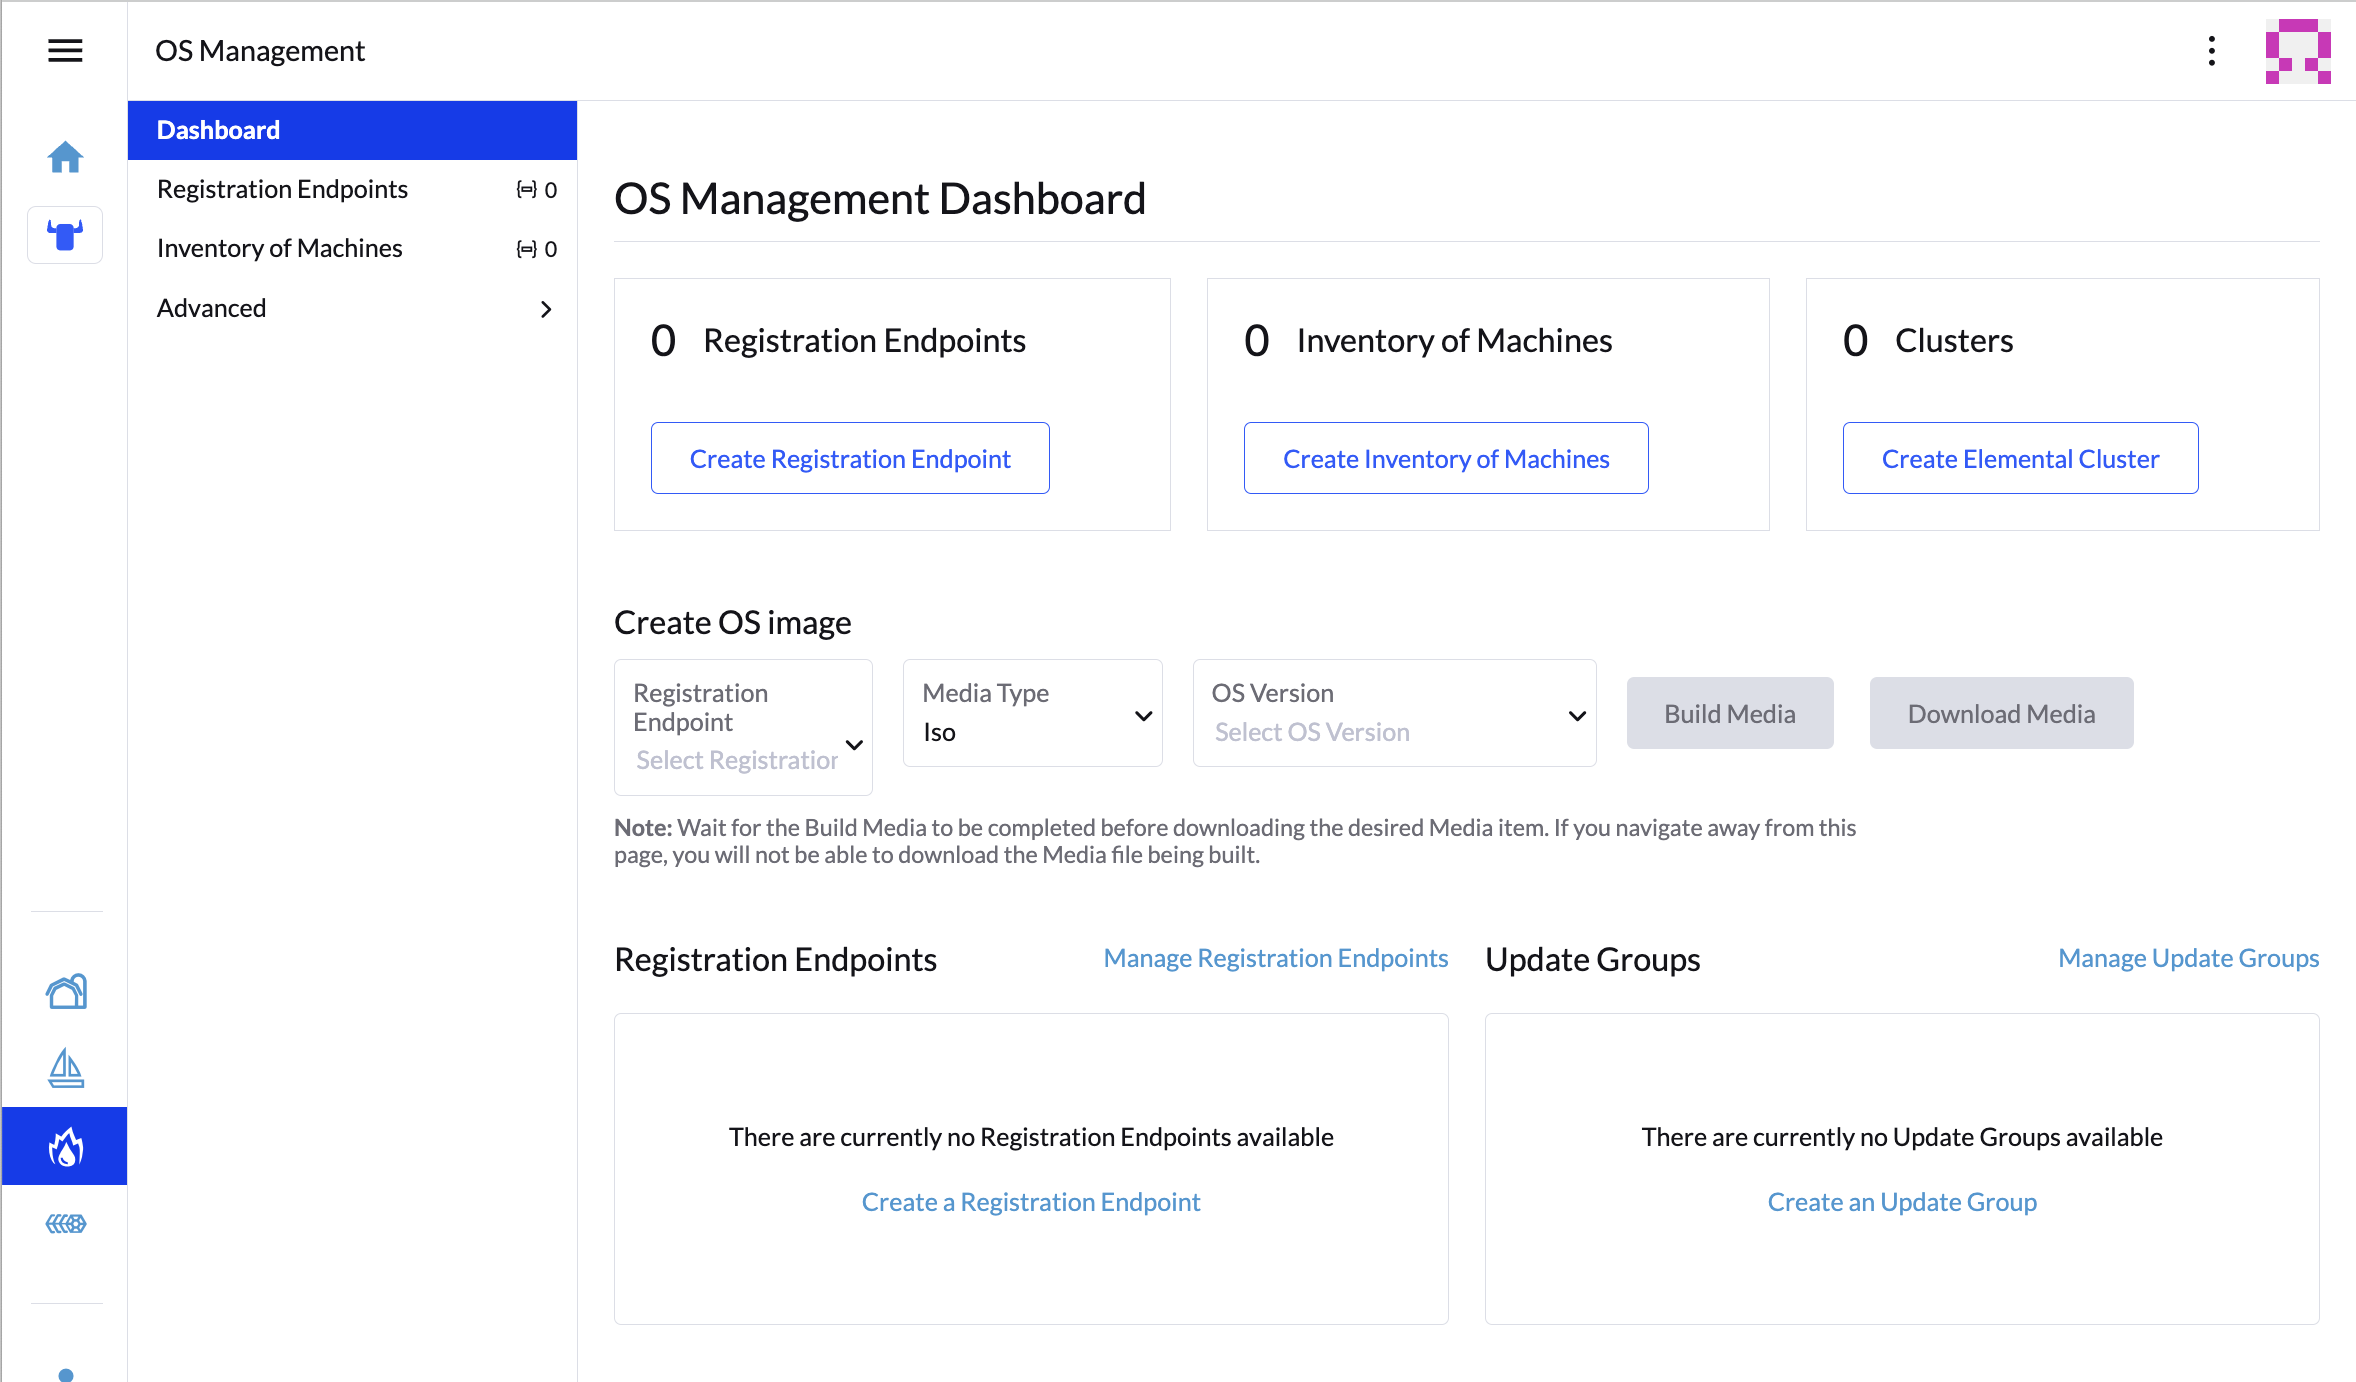 OS Management
Dashboard
Registration Endpoints 0
Inventory of Machines 0
Advanced
OS Management Dashboard
0 Registration Endpoints
Create Registration Endpoint
0 Inventory of Machines
Create Inventory of Machines
0 Clusters
Create Elemental Cluster
Create OS image
Registration
Endpoint
Select Registration
Media Type
Iso
OS Version
Select OS Version
Build Media
Download Media
Note: Wait for the Build Media to be completed before downloading the desired Media item. If you navigate away from this
page, you will not be able to download the Media file being built.
Registration Endpoints
Manage Registration Endpoints
There are currently no Registration Endpoints available
Create a Registration Endpoint
Update Groups
Manage Update Groups
There are currently no Update Groups available
Create an Update Group